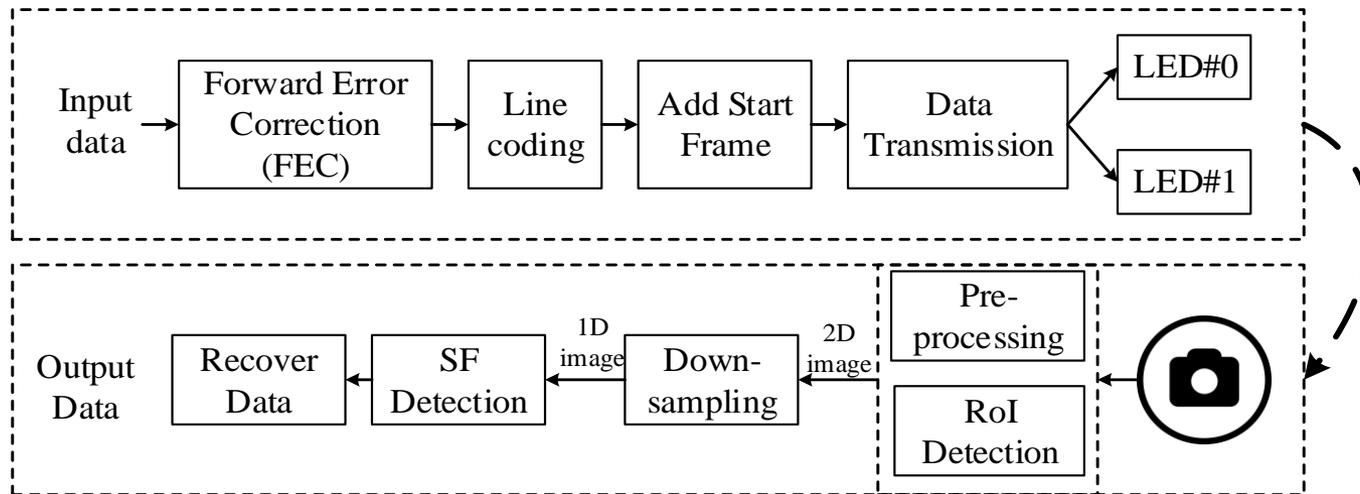 Input
data
Forward Error
Correction
(FEC)
Line
coding
Add Start
Frame
Data
Transmission
LED#0
LED#1
Output
Data
Recover
Data
SF
Detection
1D
image
Down-
sampling
2D
image
Pre-
processing
RoI
Detection